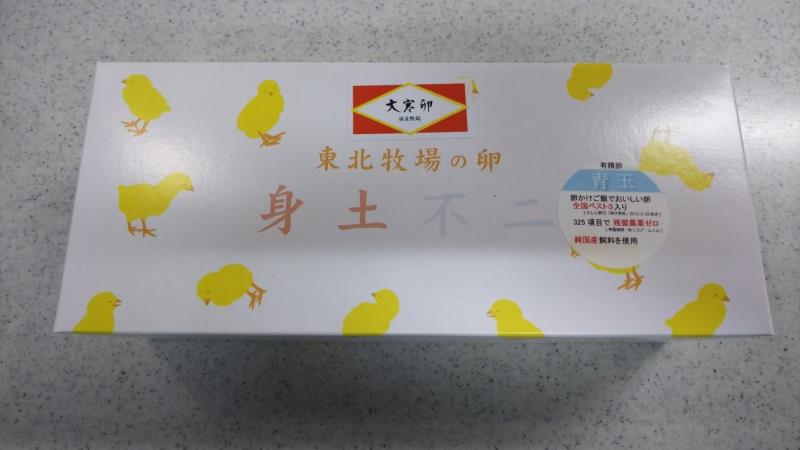 大寒卵
東北牧場
東北牧場の卵
身土不二
有精卵
青玉
卵かけご飯でおいしい卵
全国ベスト3入り
325項目で 残留農薬ゼロ
純国産飼料を使用